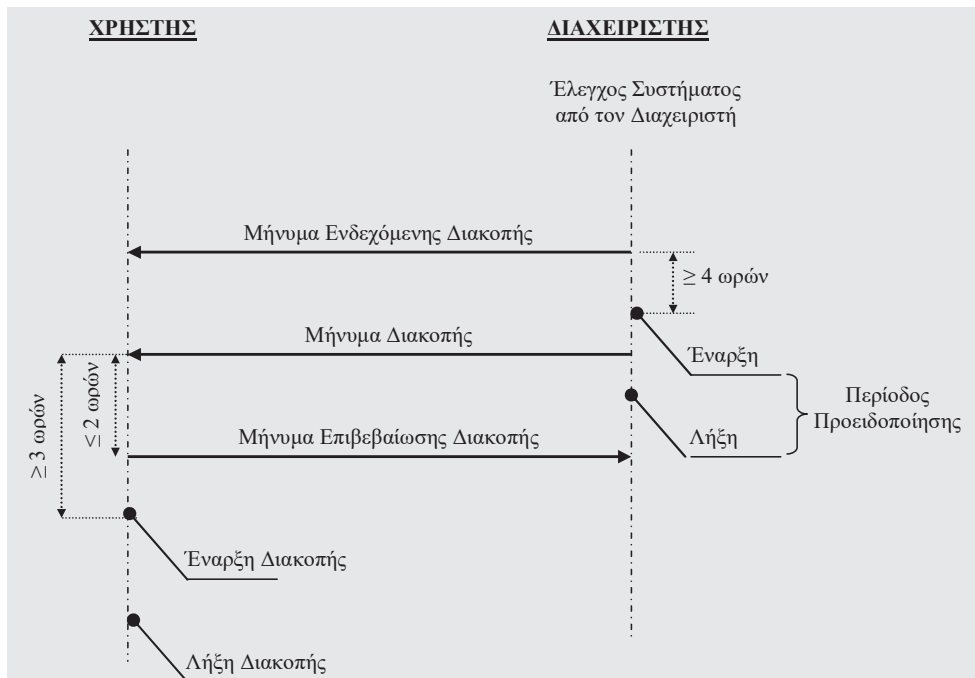 ΧΡΗΣΤΗΣ
ΔΙΑΧΕΙΡΙΣΤΗΣ
Έλεγχος Συστήματος
από τον Διαχειριστή
Μήνυμα Ενδεχόμενης Διακοπής
≥ 4 ωρών
Μήνυμα Διακοπής
Έναρξη
≥ 3 ωρών
≤ 2 ωρών
Περίοδος
Προειδοποίησης
Μήνυμα Επιβεβαίωσης Διακοπής
Λήξη
Έναρξη Διακοπής
Λήξη Διακοπής